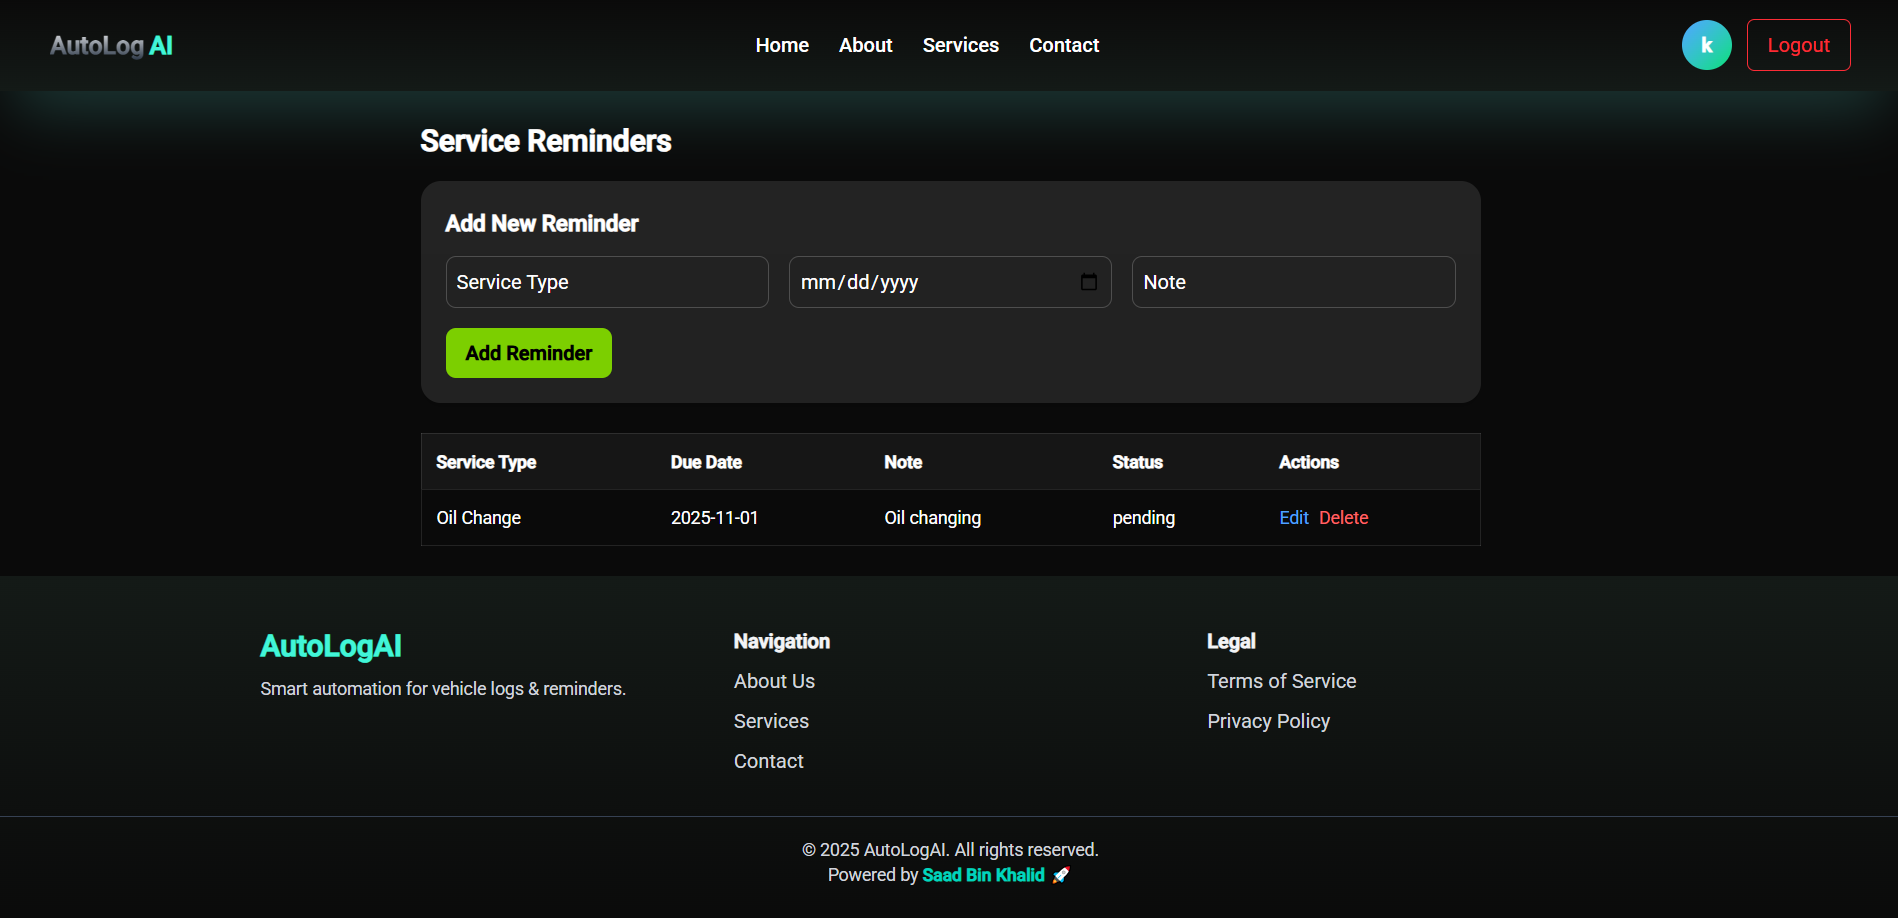 AutoLog AI
Home About Services Contact
k
Logout
Service Reminders
Add New Reminder
Service Type
mm/dd/yyyy
Note
Add Reminder
Service Type Due Date Note Status Actions
Oil Change 2025-11-01 Oil changing pending Edit Delete
AutoLogAI
Smart automation for vehicle logs & reminders.
Navigation
About Us
Services
Contact
Legal
Terms of Service
Privacy Policy
© 2025 AutoLogAI. All rights reserved.
Powered by Saad Bin Khalid 🚀